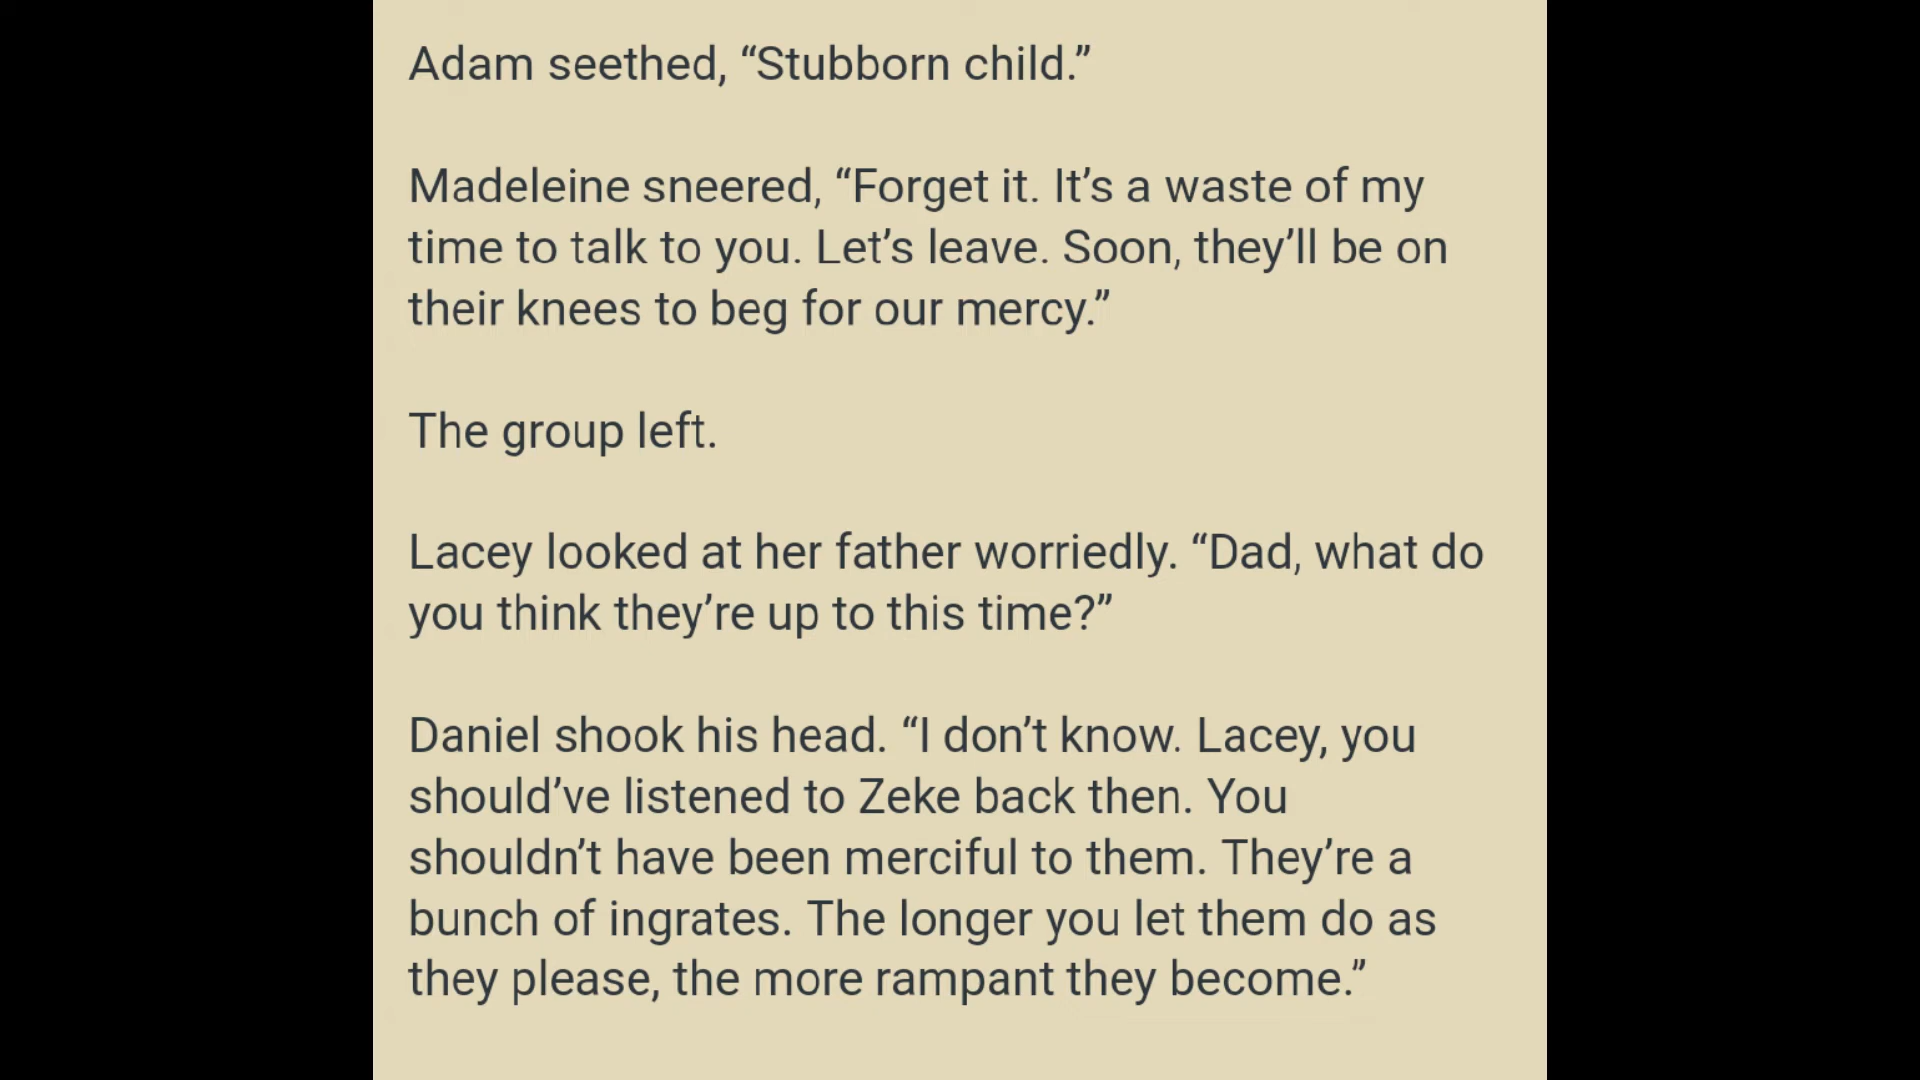 Adam seethed, “Stubborn child.”
Madeleine sneered, “Forget it. It’s a waste of my
time to talk to you. Let’s leave. Soon, they’ll be on
their knees to beg for our mercy.”
The group left.
Lacey looked at her father worriedly. “Dad, what do
you think they’re up to this time?”
Daniel shook his head. “I don’t know. Lacey, you
should’ve listened to Zeke back then. You
shouldn’t have been merciful to them. They’re a
bunch of ingrates. The longer you let them do as
they please, the more rampant they become.”